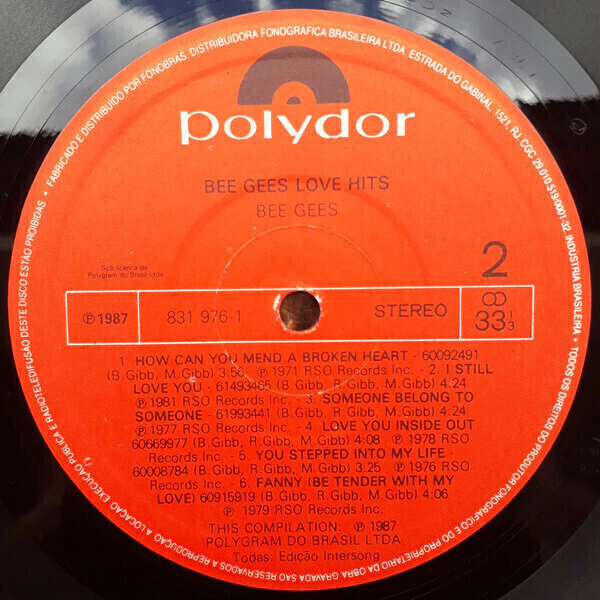 polydor
BEE GEES LOVE HITS
BEE GEES
Sob licença da
Polygram do Brasil Ltda.
2
℗ 1987
831 976-1
STEREO
33 1/3
1. HOW CAN YOU MEND A BROKEN HEART - 60092491
(B. Gibb, M.Gibb) 3:56 ℗ 1971 RSO Records Inc. - 2. I STILL
LOVE YOU - 61493465 (B.Gibb, R.Gibb, M.Gibb) 4:24
℗ 1981 RSO Records Inc. - 3. SOMEONE BELONG TO
SOMEONE - 61993441 (B.Gibb, R.Gibb, M.Gibb) 4:24
℗ 1977 RSO Records Inc. - 4. LOVE YOU INSIDE OUT
60669977 (B.Gibb, R.Gibb, M.Gibb) 4:08 ℗ 1978 RSO
Records Inc. - 5. YOU STEPPED INTO MY LIFE -
60008784 (B.Gibb, R.Gibb, M.Gibb) 3:25 ℗ 1976 RSO
Records Inc. - 6. FANNY (BE TENDER WITH MY
LOVE) 60915919 (B.Gibb, R.Gibb, M.Gibb) 4:06
℗ 1979 RSO Records Inc.
THIS COMPILATION: ℗ 1987
POLYGRAM DO BRASIL LTDA
Todas: Edição Intersong
• FABRICADO E DISTRIBUIDO POR FONOBRAS. DISTRIBUIDORA FONOGRÁFICA BRASILEIRA LTDA. ESTRADA DO GABINAL, 1521, RJ. CGC 29.010.519.0001-32. INDÚSTRIA BRASILEIRA. • TODOS OS DIREITOS DO PRODUTOR FONOGRÁFICO E DO PROPRIETARIO DA OBRA GRAVADA SAO RESERVADOS A REPRODUÇÃO A LOCAÇAO EXECUÇÃO PUBLICA E RADIOTELEDIFUSÃO DESTE DISCO ESTÃO PROIBIDAS